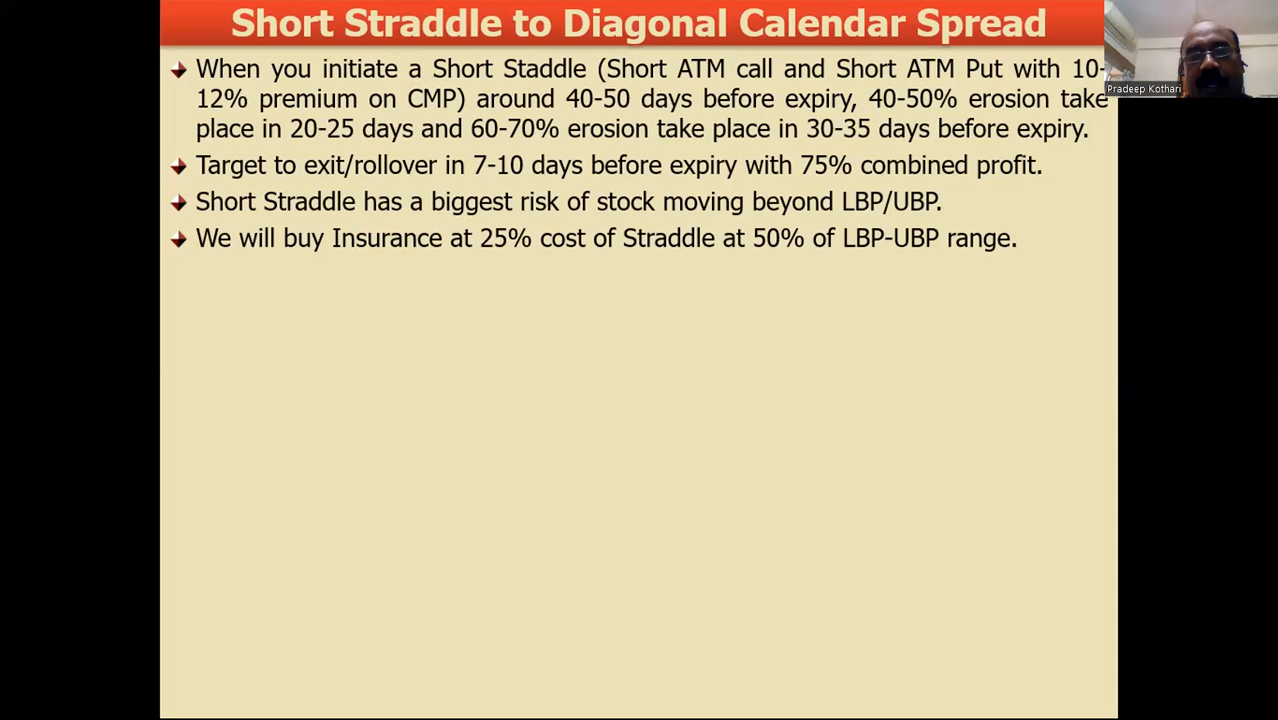 Short Straddle to Diagonal Calendar Spread
When you initiate a Short Staddle (Short ATM call and Short ATM Put with 10-
12% premium on CMP) around 40-50 days before expiry, 40-50% erosion take
place in 20-25 days and 60-70% erosion take place in 30-35 days before expiry.
Target to exit/rollover in 7-10 days before expiry with 75% combined profit.
Short Straddle has a biggest risk of stock moving beyond LBP/UBP.
We will buy Insurance at 25% cost of Straddle at 50% of LBP-UBP range.
Pradeep Kothari